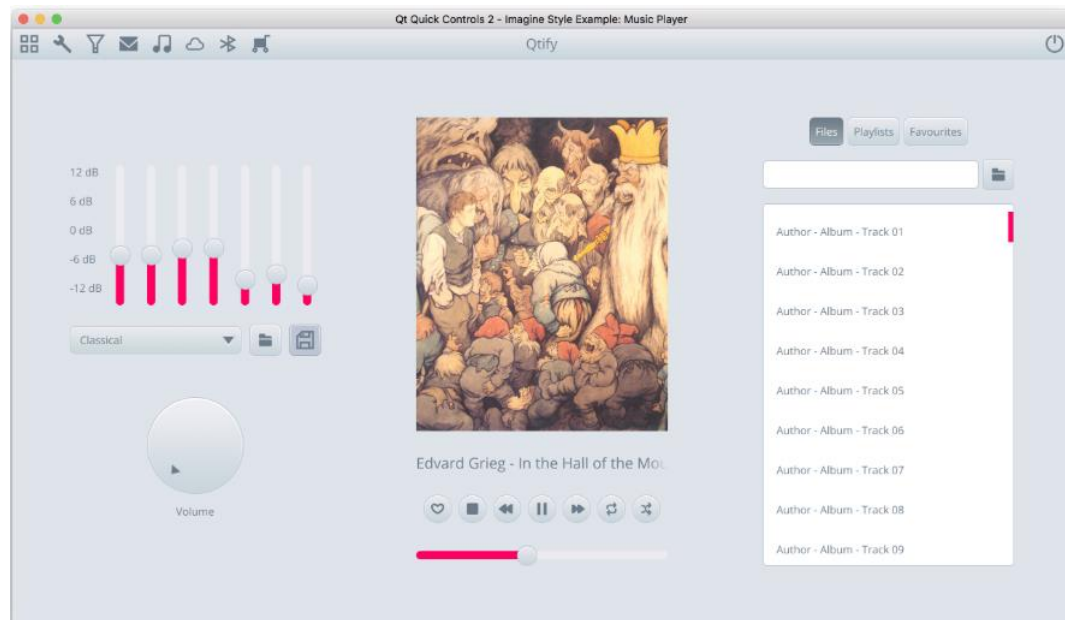 Qt Quick Controls 2 - Imagine Style Example: Music Player
Qtify
12 dB
6 dB
0 dB
-6 dB
-12 dB
Classical
Volume
Edvard Grieg - In the Hall of the Mou
Files Playlists Favourites
Author - Album - Track 01
Author - Album - Track 02
Author - Album - Track 03
Author - Album - Track 04
Author - Album - Track 05
Author - Album - Track 06
Author - Album - Track 07
Author - Album - Track 08
Author - Album - Track 09